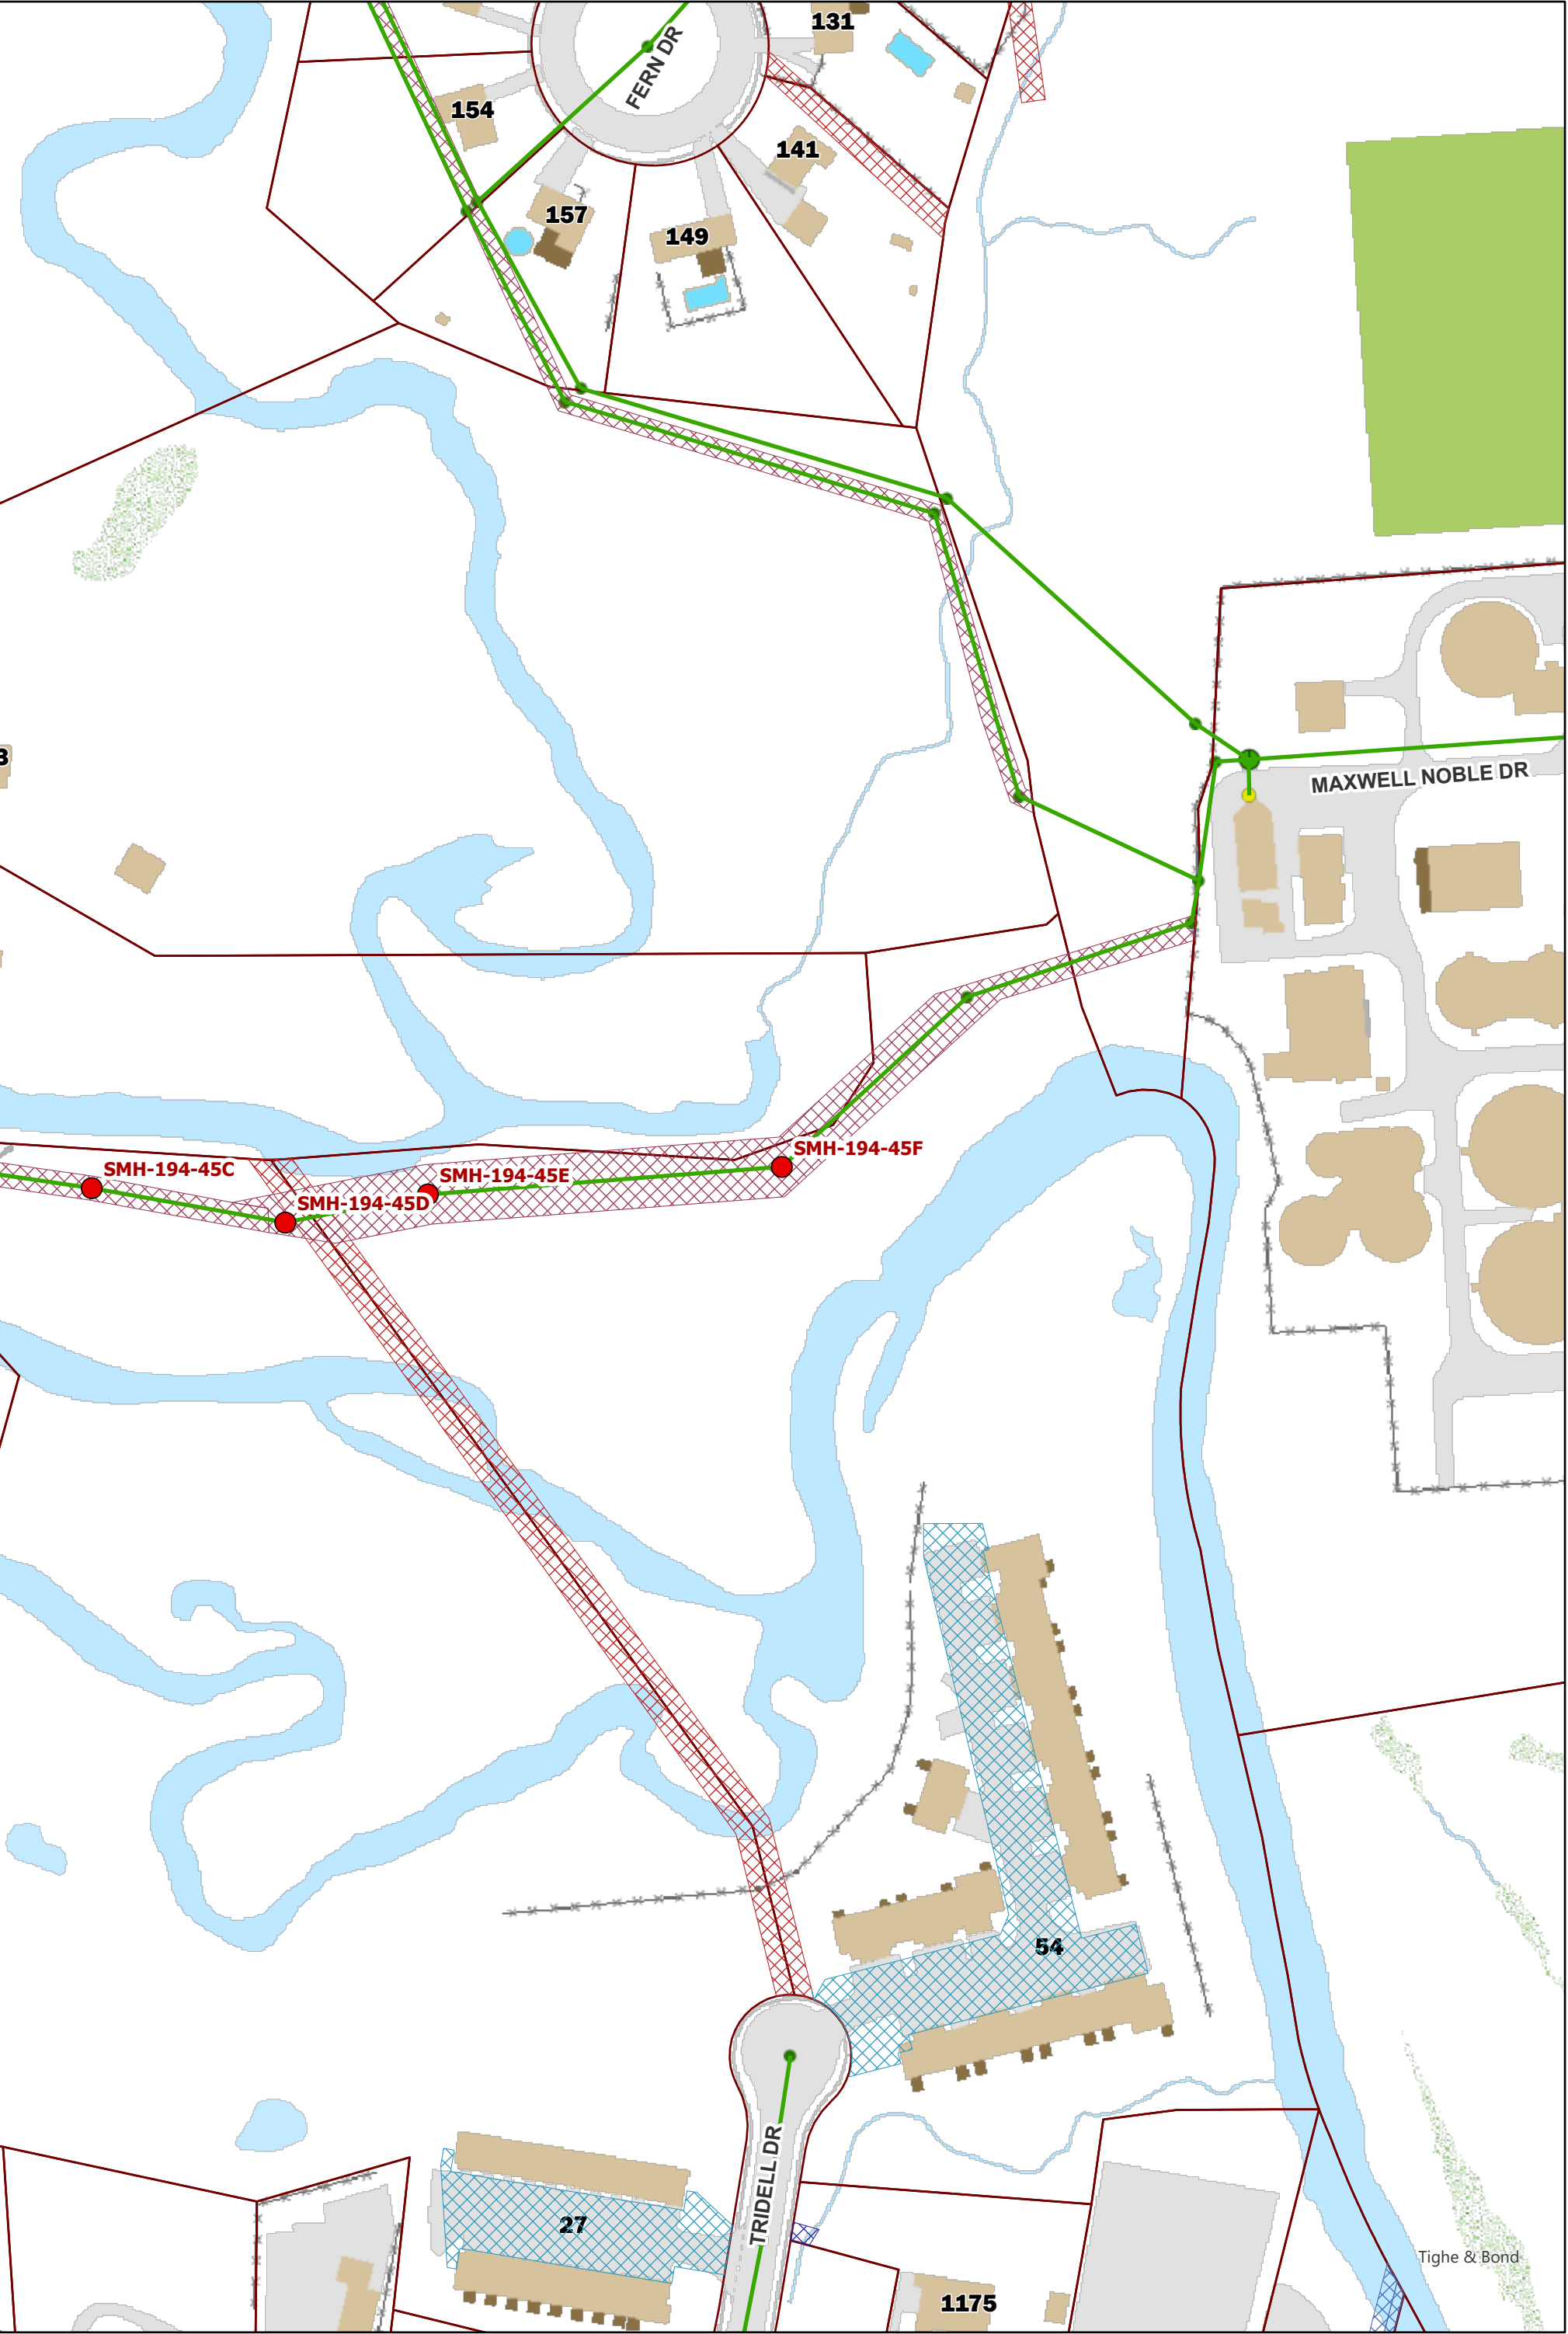 131
FERN DR
154
141
157
149
3
MAXWELL NOBLE DR
SMH-194-45F
SMH-194-45C
SMH-194-45E
SMH-194-45D
54
TRIDELL DR
27
Tighe & Bond
1175